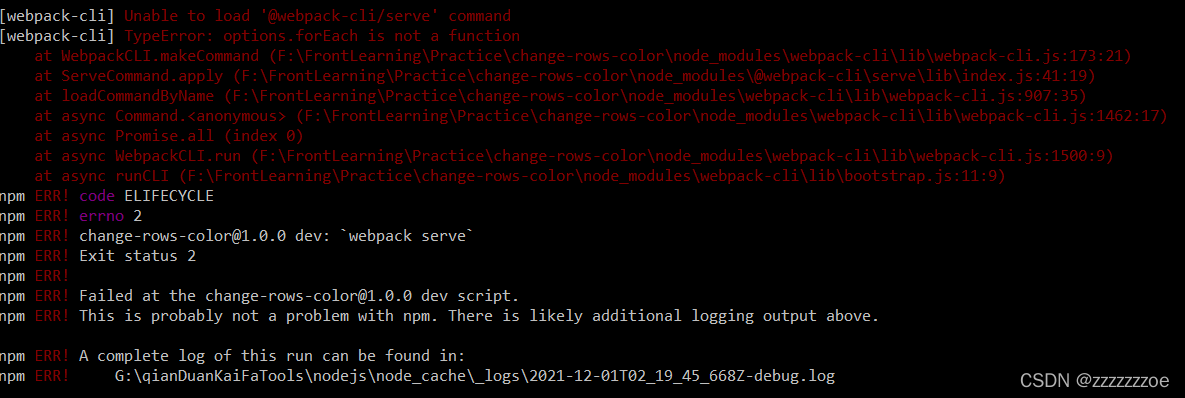 [webpack-cli] Unable to load '@webpack-cli/serve' command
[webpack-cli] TypeError: options.forEach is not a function
    at WebpackCLI.makeCommand (F:\FrontLearning\Practice\change-rows-color\node_modules\webpack-cli\lib\webpack-cli.js:173:21)
    at ServeCommand.apply (F:\FrontLearning\Practice\change-rows-color\node_modules\@webpack-cli\serve\lib\index.js:41:19)
    at loadCommandByName (F:\FrontLearning\Practice\change-rows-color\node_modules\webpack-cli\lib\webpack-cli.js:907:35)
    at async Command.<anonymous> (F:\FrontLearning\Practice\change-rows-color\node_modules\webpack-cli\lib\webpack-cli.js:1462:17)
    at async Promise.all (index 0)
    at async WebpackCLI.run (F:\FrontLearning\Practice\change-rows-color\node_modules\webpack-cli\lib\webpack-cli.js:1500:9)
    at async runCLI (F:\FrontLearning\Practice\change-rows-color\node_modules\webpack-cli\lib\bootstrap.js:11:9)
npm ERR! code ELIFECYCLE
npm ERR! errno 2
npm ERR! change-rows-color@1.0.0 dev: `webpack serve`
npm ERR! Exit status 2
npm ERR!
npm ERR! Failed at the change-rows-color@1.0.0 dev script.
npm ERR! This is probably not a problem with npm. There is likely additional logging output above.
npm ERR! A complete log of this run can be found in:
npm ERR!     G:\qianDuanKaiFaTools\nodejs\node_cache\_logs\2021-12-01T02_19_45_668Z-debug.log
CSDN @zzzzzzzoe